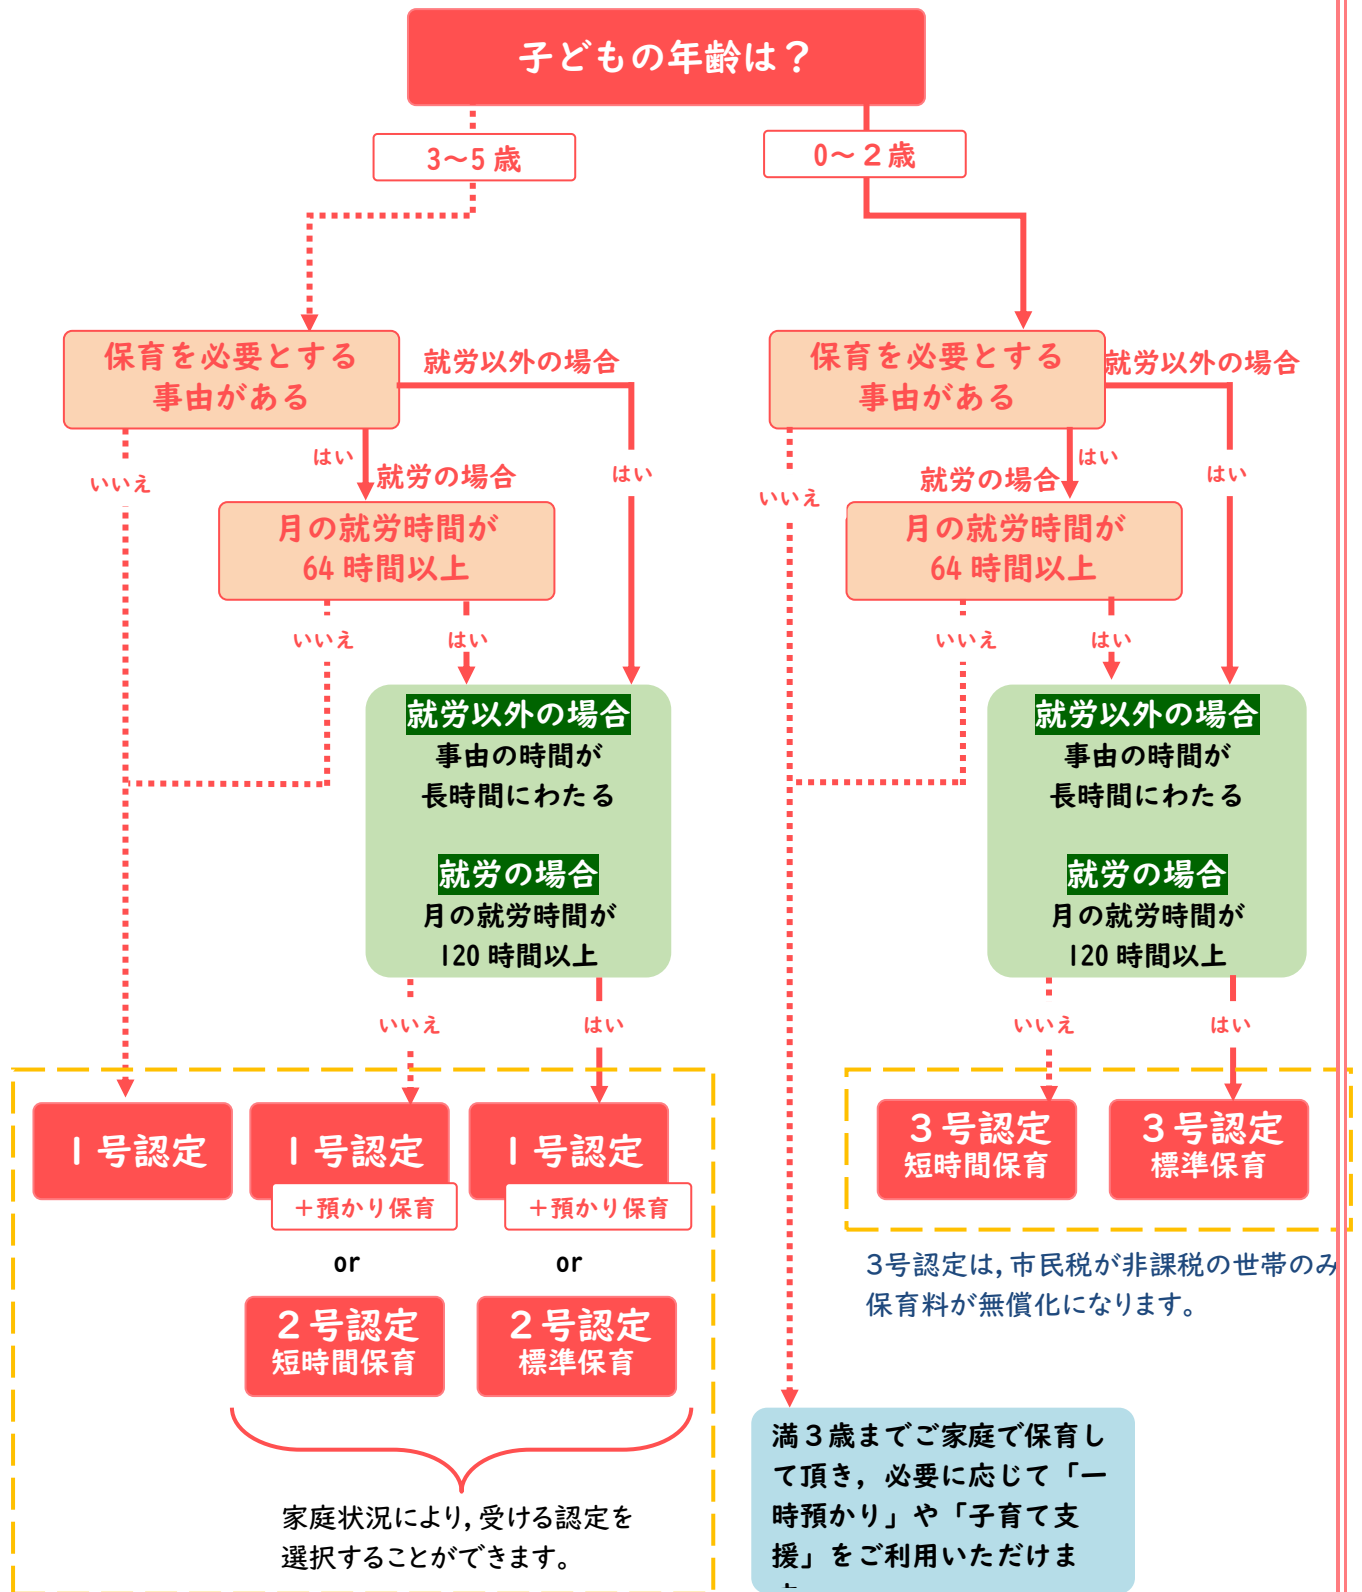 子どもの年齢は？
3～5 歳
0～２歳
保育を必要とする
事由がある
就労以外の場合
はい
就労の場合
はい
いいえ
月の就労時間が
64 時間以上
いいえ
はい
就労以外の場合
事由の時間が
長時間にわたる
就労の場合
月の就労時間が
120 時間以上
いいえ
はい
１号認定
１号認定
＋預かり保育
１号認定
＋預かり保育
or
or
２号認定
短時間保育
２号認定
標準保育
家庭状況により，受ける認定を
選択することができます。
保育を必要とする
事由がある
就労以外の場合
はい
就労の場合
はい
いいえ
月の就労時間が
64 時間以上
いいえ
はい
就労以外の場合
事由の時間が
長時間にわたる
就労の場合
月の就労時間が
120 時間以上
いいえ
はい
３号認定
短時間保育
３号認定
標準保育
3号認定は，市民税が非課税の世帯のみ
保育料が無償化になります。
満３歳までご家庭で保育し
て頂き，必要に応じて「一
時預かり」や「子育て支
援」をご利用いただけま